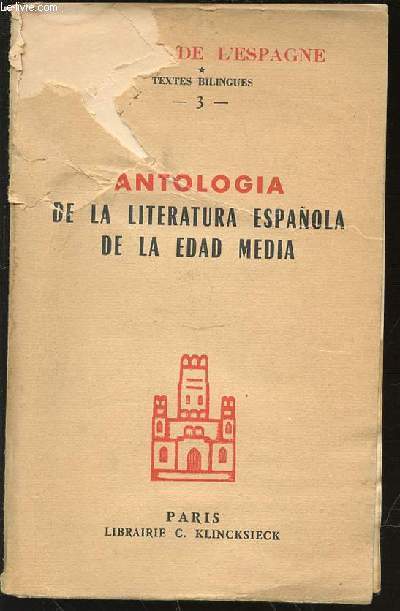 DE L'ESPAGNE
TEXTES BILINGUES
— 3 —
ANTOLOGIA
DE LA LITERATURA ESPAÑOLA
DE LA EDAD MEDIA
PARIS
LIBRAIRIE C. KLINCKSIECK